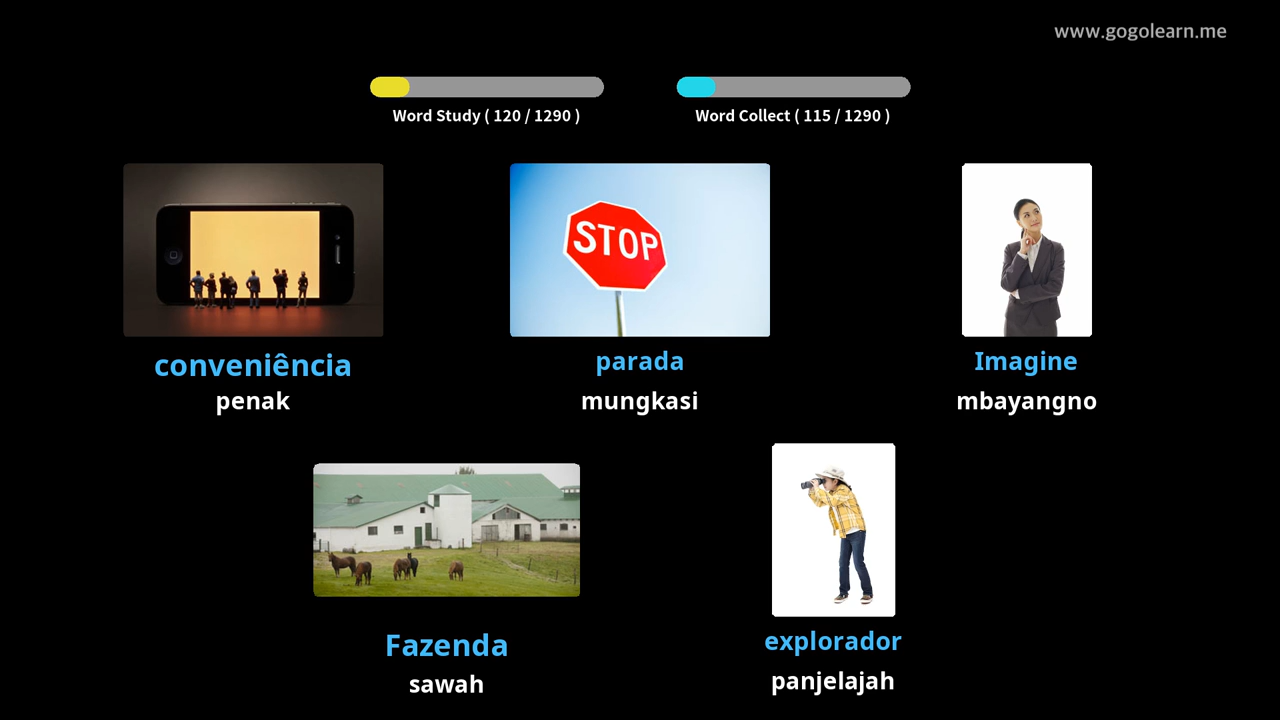 www.gogolearn.me
Word Study ( 120 / 1290 )
Word Collect ( 115 / 1290 )
STOP
conveniência
penak
parada
mungkasi
Imagine
mbayangno
Fazenda
sawah
explorador
panjelajah